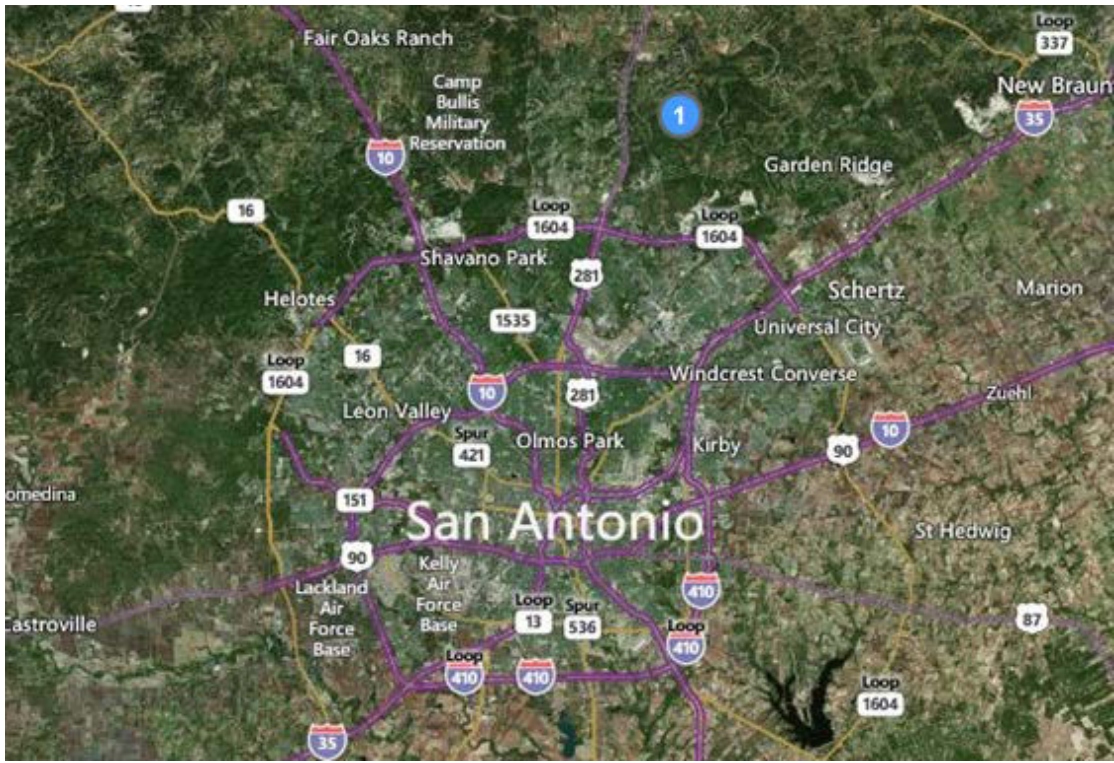 46
Fair Oaks Ranch
Loop
337
Camp
Bullis
Military
Reservation
New Braun
1
35
10
Garden Ridge
16
Loop
1604
Loop
1604
Shavano Park
281
Schertz
Marion
Helotes
1535
Universal City
Loop
1604
16
Windcrest Converse
10
281
Zuehl
Leon Valley
10
Spur
421
Olmos Park
Kirby
90
omedina
151
San Antonio
St Hedwig
90
Kelly
Air
Force
Base
Lackland
Air
Force
Base
410
Loop
13
Spur
536
87
Castroville
Loop
410
Loop
410
410
Loop
1604
35